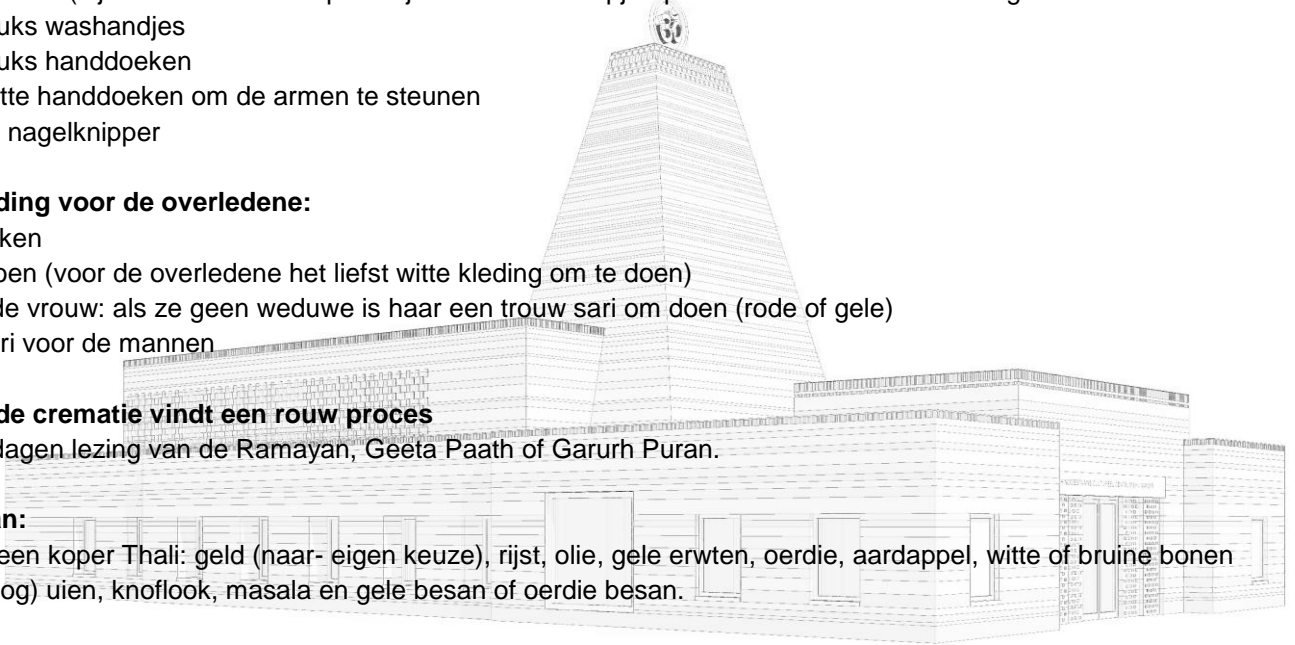 uks washandjes
uks handdoeken
tte handdoeken om de armen te steunen
nagelknipper
ding voor de overledene:
ken
oen (voor de overledene het liefst witte kleding om te doen)
de vrouw: als ze geen weduwe is haar een trouw sari om doen (rode of gele)
ri voor de mannen
de crematie vindt een rouw proces
dagen lezing van de Ramayan, Geeta Paath of Garurh Puran.
an:
een koper Thali: geld (naar- eigen keuze), rijst, olie, gele erwten, oerdie, aardappel, witte of bruine bonen
og) uien, knoflook, masala en gele besan of oerdie besan.